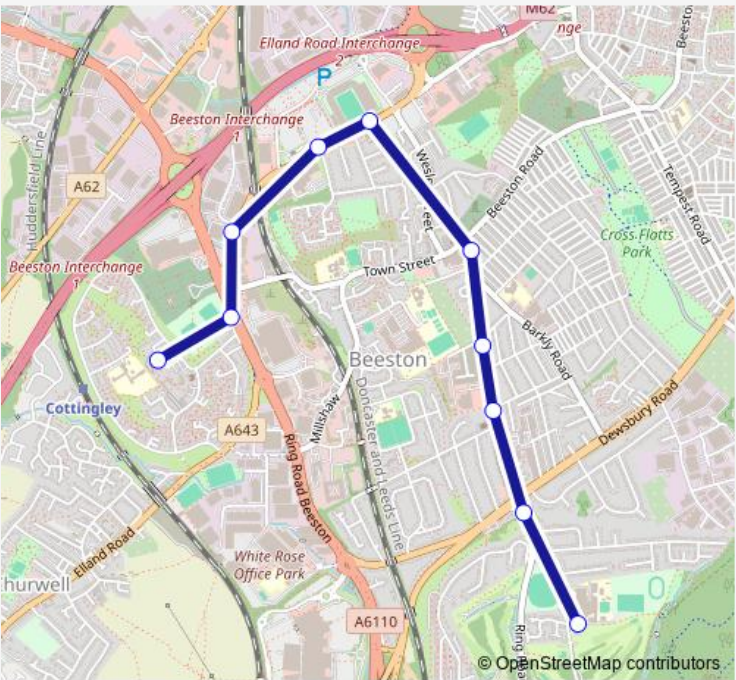 M62
Elland Road Interchange
2
nge
P
Beeston Interchange
1
Beeston Road
Tempest Road
A62
Huddersfield Line
Cross Flatts
Park
Beeston Interchange
1
Town Street
Barkly Road
Beeston
Cottingley
Millshaw
Doncaster and Leeds Line
Dewsbury Road
A643
Ring Road Beeston
Elland Road
White Rose
Office Park
hurwell
A6110
© OpenStreetMap contributors